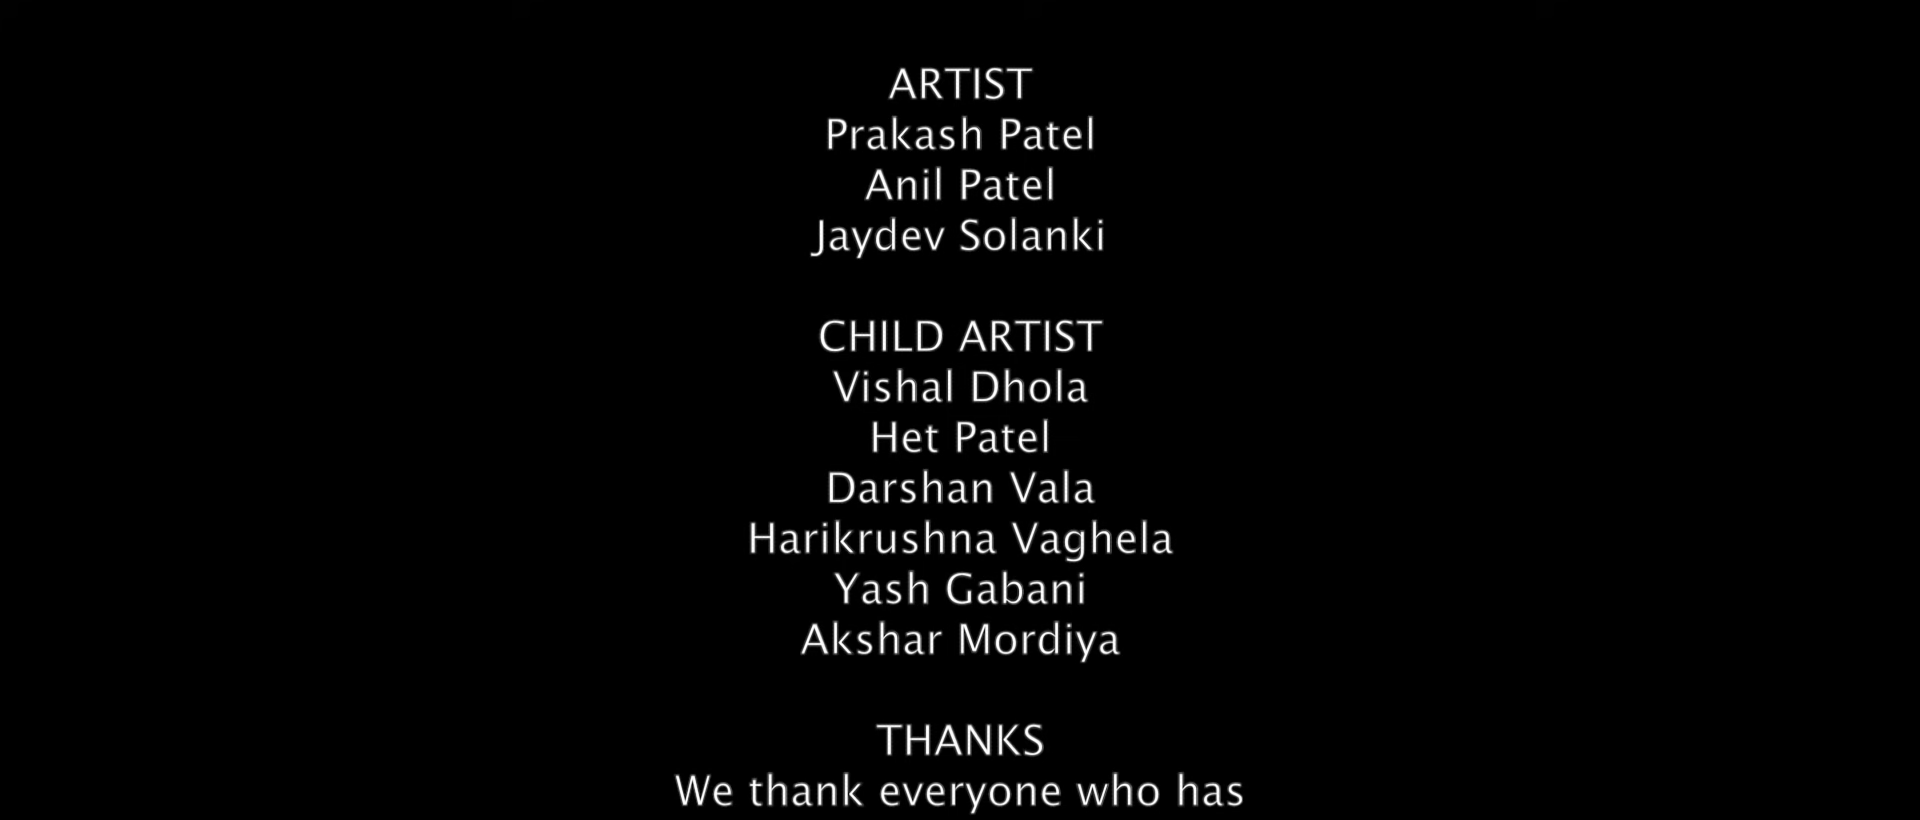 ARTIST
Prakash Patel
Anil Patel
Jaydev Solanki
CHILD ARTIST
Vishal Dhola
Het Patel
Darshan Vala
Harikrushna Vaghela
Yash Gabani
Akshar Mordiya
THANKS
We thank everyone who has